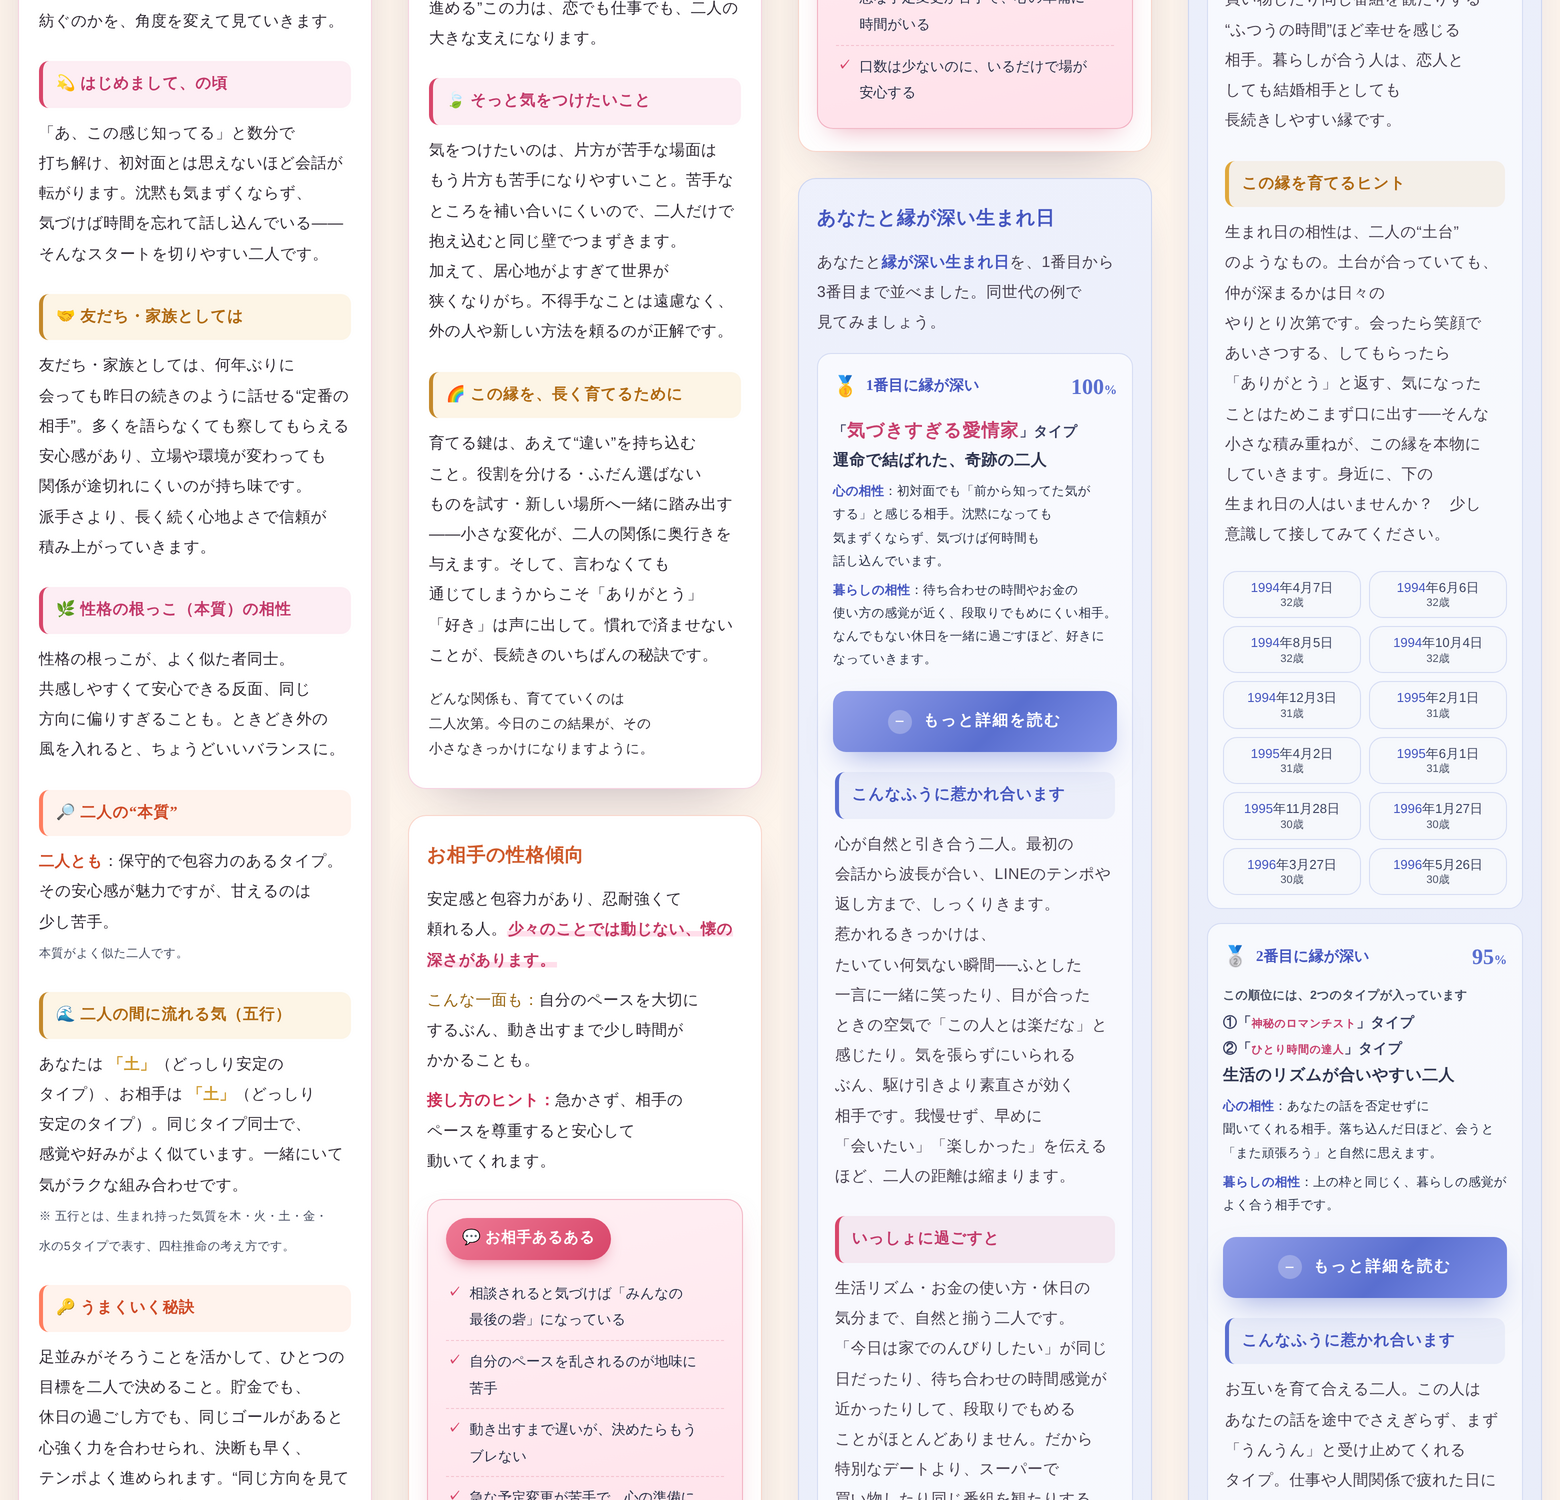 紡ぐのかを、角度を変えて見ていきます。
💫 はじめまして、の頃
「あ、この感じ知ってる」と数分で
打ち解け、初対面とは思えないほど会話が
転がります。沈黙も気まずくならず、
気づけば時間を忘れて話し込んでいる——
そんなスタートを切りやすい二人です。
🤝 友だち・家族としては
友だち・家族としては、何年ぶりに
会っても昨日の続きのように話せる“定番の
相手”。多くを語らなくても察してもらえる
安心感があり、立場や環境が変わっても
関係が途切れにくいのが持ち味です。
派手さより、長く続く心地よさで信頼が
積み上がっていきます。
🌿 性格の根っこ（本質）の相性
性格の根っこが、よく似た者同士。
共感しやすくて安心できる反面、同じ
方向に偏りすぎることも。ときどき外の
風を入れると、ちょうどいいバランスに。
🔎 二人の“本質”
二人とも：保守的で包容力のあるタイプ。
その安心感が魅力ですが、甘えるのは
少し苦手。
本質がよく似た二人です。
🌊 二人の間に流れる気（五行）
あなたは 「土」（どっしり安定の
タイプ）、お相手は 「土」（どっしり
安定のタイプ）。同じタイプ同士で、
感覚や好みがよく似ています。一緒にいて
気がラクな組み合わせです。
※ 五行とは、生まれ持った気質を木・火・土・金・
水の5タイプで表す、四柱推命の考え方です。
🔑 うまくいく秘訣
足並みがそろうことを活かして、ひとつの
目標を二人で決めること。貯金でも、
休日の過ごし方でも、同じゴールがあると
心強く力を合わせられ、決断も早く、
テンポよく進められます。“同じ方向を見て
進める”この力は、恋でも仕事でも、二人の
大きな支えになります。
🍃 そっと気をつけたいこと
気をつけたいのは、片方が苦手な場面は
もう片方も苦手になりやすいこと。苦手な
ところを補い合いにくいので、二人だけで
抱え込むと同じ壁でつまずきます。
加えて、居心地がよすぎて世界が
狭くなりがち。不得手なことは遠慮なく、
外の人や新しい方法を頼るのが正解です。
🌈 この縁を、長く育てるために
育てる鍵は、あえて“違い”を持ち込む
こと。役割を分ける・ふだん選ばない
ものを試す・新しい場所へ一緒に踏み出す
——小さな変化が、二人の関係に奥行きを
与えます。そして、言わなくても
通じてしまうからこそ「ありがとう」
「好き」は声に出して。慣れで済ませない
ことが、長続きのいちばんの秘訣です。
どんな関係も、育てていくのは
二人次第。今日のこの結果が、その
小さなきっかけになりますように。
お相手の性格傾向
安定感と包容力があり、忍耐強くて
頼れる人。少々のことでは動じない、懐の
深さがあります。
こんな一面も：自分のペースを大切に
するぶん、動き出すまで少し時間が
かかることも。
接し方のヒント：急かさず、相手の
ペースを尊重すると安心して
動いてくれます。
💬 お相手あるある
✓ 相談されると気づけば「みんなの
最後の砦」になっている
✓ 自分のペースを乱されるのが地味に
苦手
✓ 動き出すまで遅いが、決めたらもう
ブレない
✓ 急な予定変更が苦手で、心の準備に
時間がいる
✓ 口数は少ないのに、いるだけで場が
安心する
あなたと縁が深い生まれ日
あなたと縁が深い生まれ日を、1番目から
3番目まで並べました。同世代の例で
見てみましょう。
🥇 1番目に縁が深い 100%
「気づきすぎる愛情家」タイプ
運命で結ばれた、奇跡の二人
心の相性：初対面でも「前から知ってた気が
する」と感じる相手。沈黙になっても
気まずくならず、気づけば何時間も
話し込んでいます。
暮らしの相性：待ち合わせの時間やお金の
使い方の感覚が近く、段取りでもめにくい相手。
なんでもない休日を一緒に過ごすほど、好きに
なっていきます。
− もっと詳細を読む
こんなふうに惹かれ合います
心が自然と引き合う二人。最初の
会話から波長が合い、LINEのテンポや
返し方まで、しっくりきます。
惹かれるきっかけは、
たいてい何気ない瞬間──ふとした
一言に一緒に笑ったり、目が合った
ときの空気で「この人とは楽だな」と
感じたり。気を張らずにいられる
ぶん、駆け引きより素直さが効く
相手です。我慢せず、早めに
「会いたい」「楽しかった」を伝える
ほど、二人の距離は縮まります。
いっしょに過ごすと
生活リズム・お金の使い方・休日の
気分まで、自然と揃う二人です。
「今日は家でのんびりしたい」が同じ
日だったり、待ち合わせの時間感覚が
近かったりして、段取りでもめる
ことがほとんどありません。だから
特別なデートより、スーパーで
買い物したり同じ番組を観たりする
“ふつうの時間”ほど幸せを感じる
相手。暮らしが合う人は、恋人と
しても結婚相手としても
長続きしやすい縁です。
この縁を育てるヒント
生まれ日の相性は、二人の“土台”
のようなもの。土台が合っていても、
仲が深まるかは日々の
やりとり次第です。会ったら笑顔で
あいさつする、してもらったら
「ありがとう」と返す、気になった
ことはためこまず口に出す──そんな
小さな積み重ねが、この縁を本物に
していきます。身近に、下の
生まれ日の人はいませんか？　少し
意識して接してみてください。
1994年4月7日 1994年6月6日
32歳 32歳
1994年8月5日 1994年10月4日
32歳 32歳
1994年12月3日 1995年2月1日
31歳 31歳
1995年4月2日 1995年6月1日
31歳 31歳
1995年11月28日 1996年1月27日
30歳 30歳
1996年3月27日 1996年5月26日
30歳 30歳
🥈 2番目に縁が深い 95%
この順位には、2つのタイプが入っています
①「神秘のロマンチスト」タイプ
②「ひとり時間の達人」タイプ
生活のリズムが合いやすい二人
心の相性：あなたの話を否定せずに
聞いてくれる相手。落ち込んだ日ほど、会うと
「また頑張ろう」と自然に思えます。
暮らしの相性：上の枠と同じく、暮らしの感覚が
よく合う相手です。
− もっと詳細を読む
こんなふうに惹かれ合います
お互いを育て合える二人。この人は
あなたの話を途中でさえぎらず、まず
「うんうん」と受け止めてくれる
タイプ。仕事や人間関係で疲れた日に